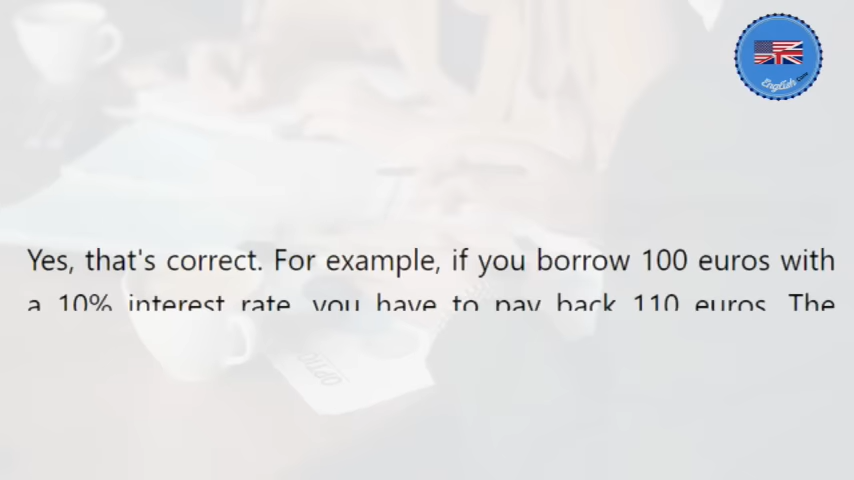 English
Yes, that's correct. For example, if you borrow 100 euros with
a 10% interest rate, you have to pay back 110 euros. The